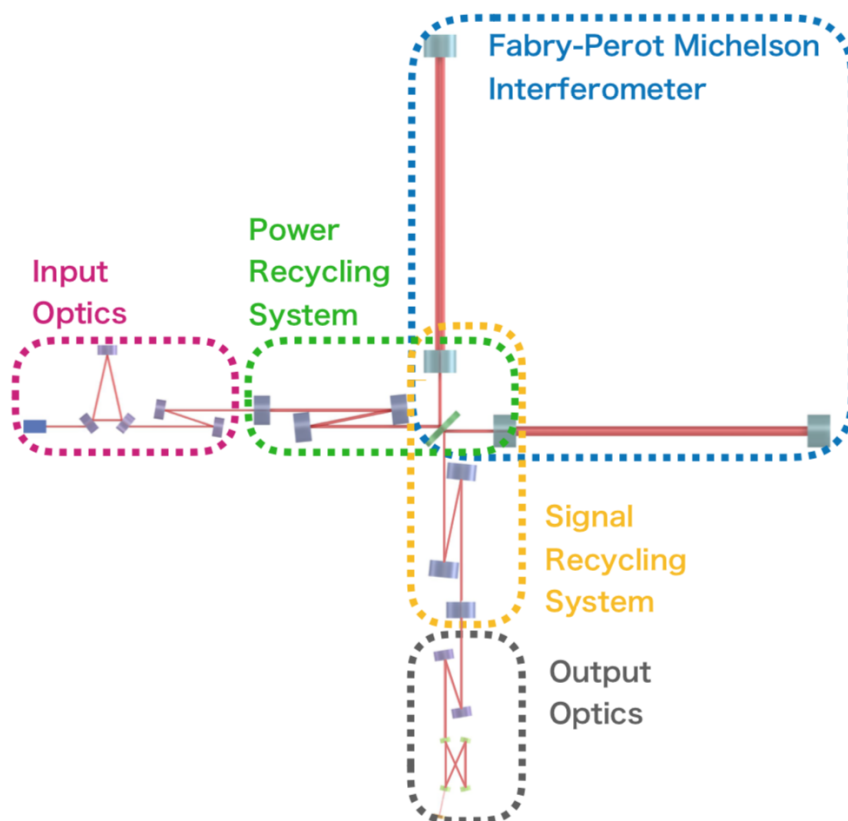 Fabry-Perot Michelson
Interferometer
Power
Recycling
System
Input
Optics
Signal
Recycling
System
Output
Optics